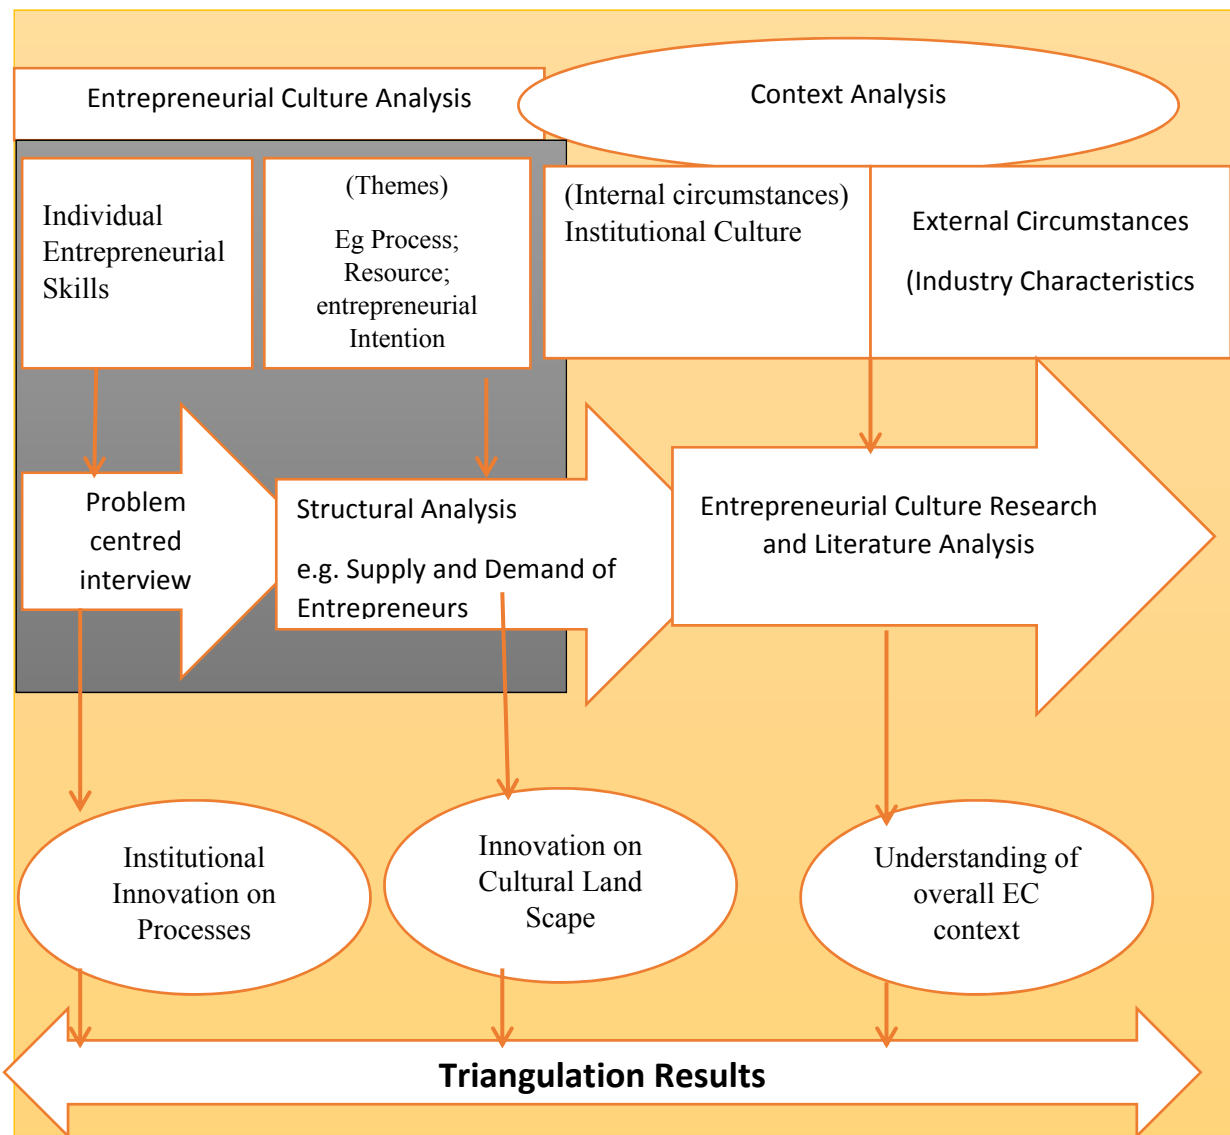 Entrepreneurial Culture Analysis
Context Analysis
Individual
Entrepreneurial
Skills
(Themes)
Eg Process;
Resource;
entrepreneurial
Intention
(Internal circumstances)
Institutional Culture
External Circumstances
(Industry Characteristics
Problem
centred
interview
Structural Analysis
e.g. Supply and Demand of
Entrepreneurs
Entrepreneurial Culture Research
and Literature Analysis
Institutional
Innovation on
Processes
Innovation on
Cultural Land
Scape
Understanding of
overall EC
context
Triangulation Results